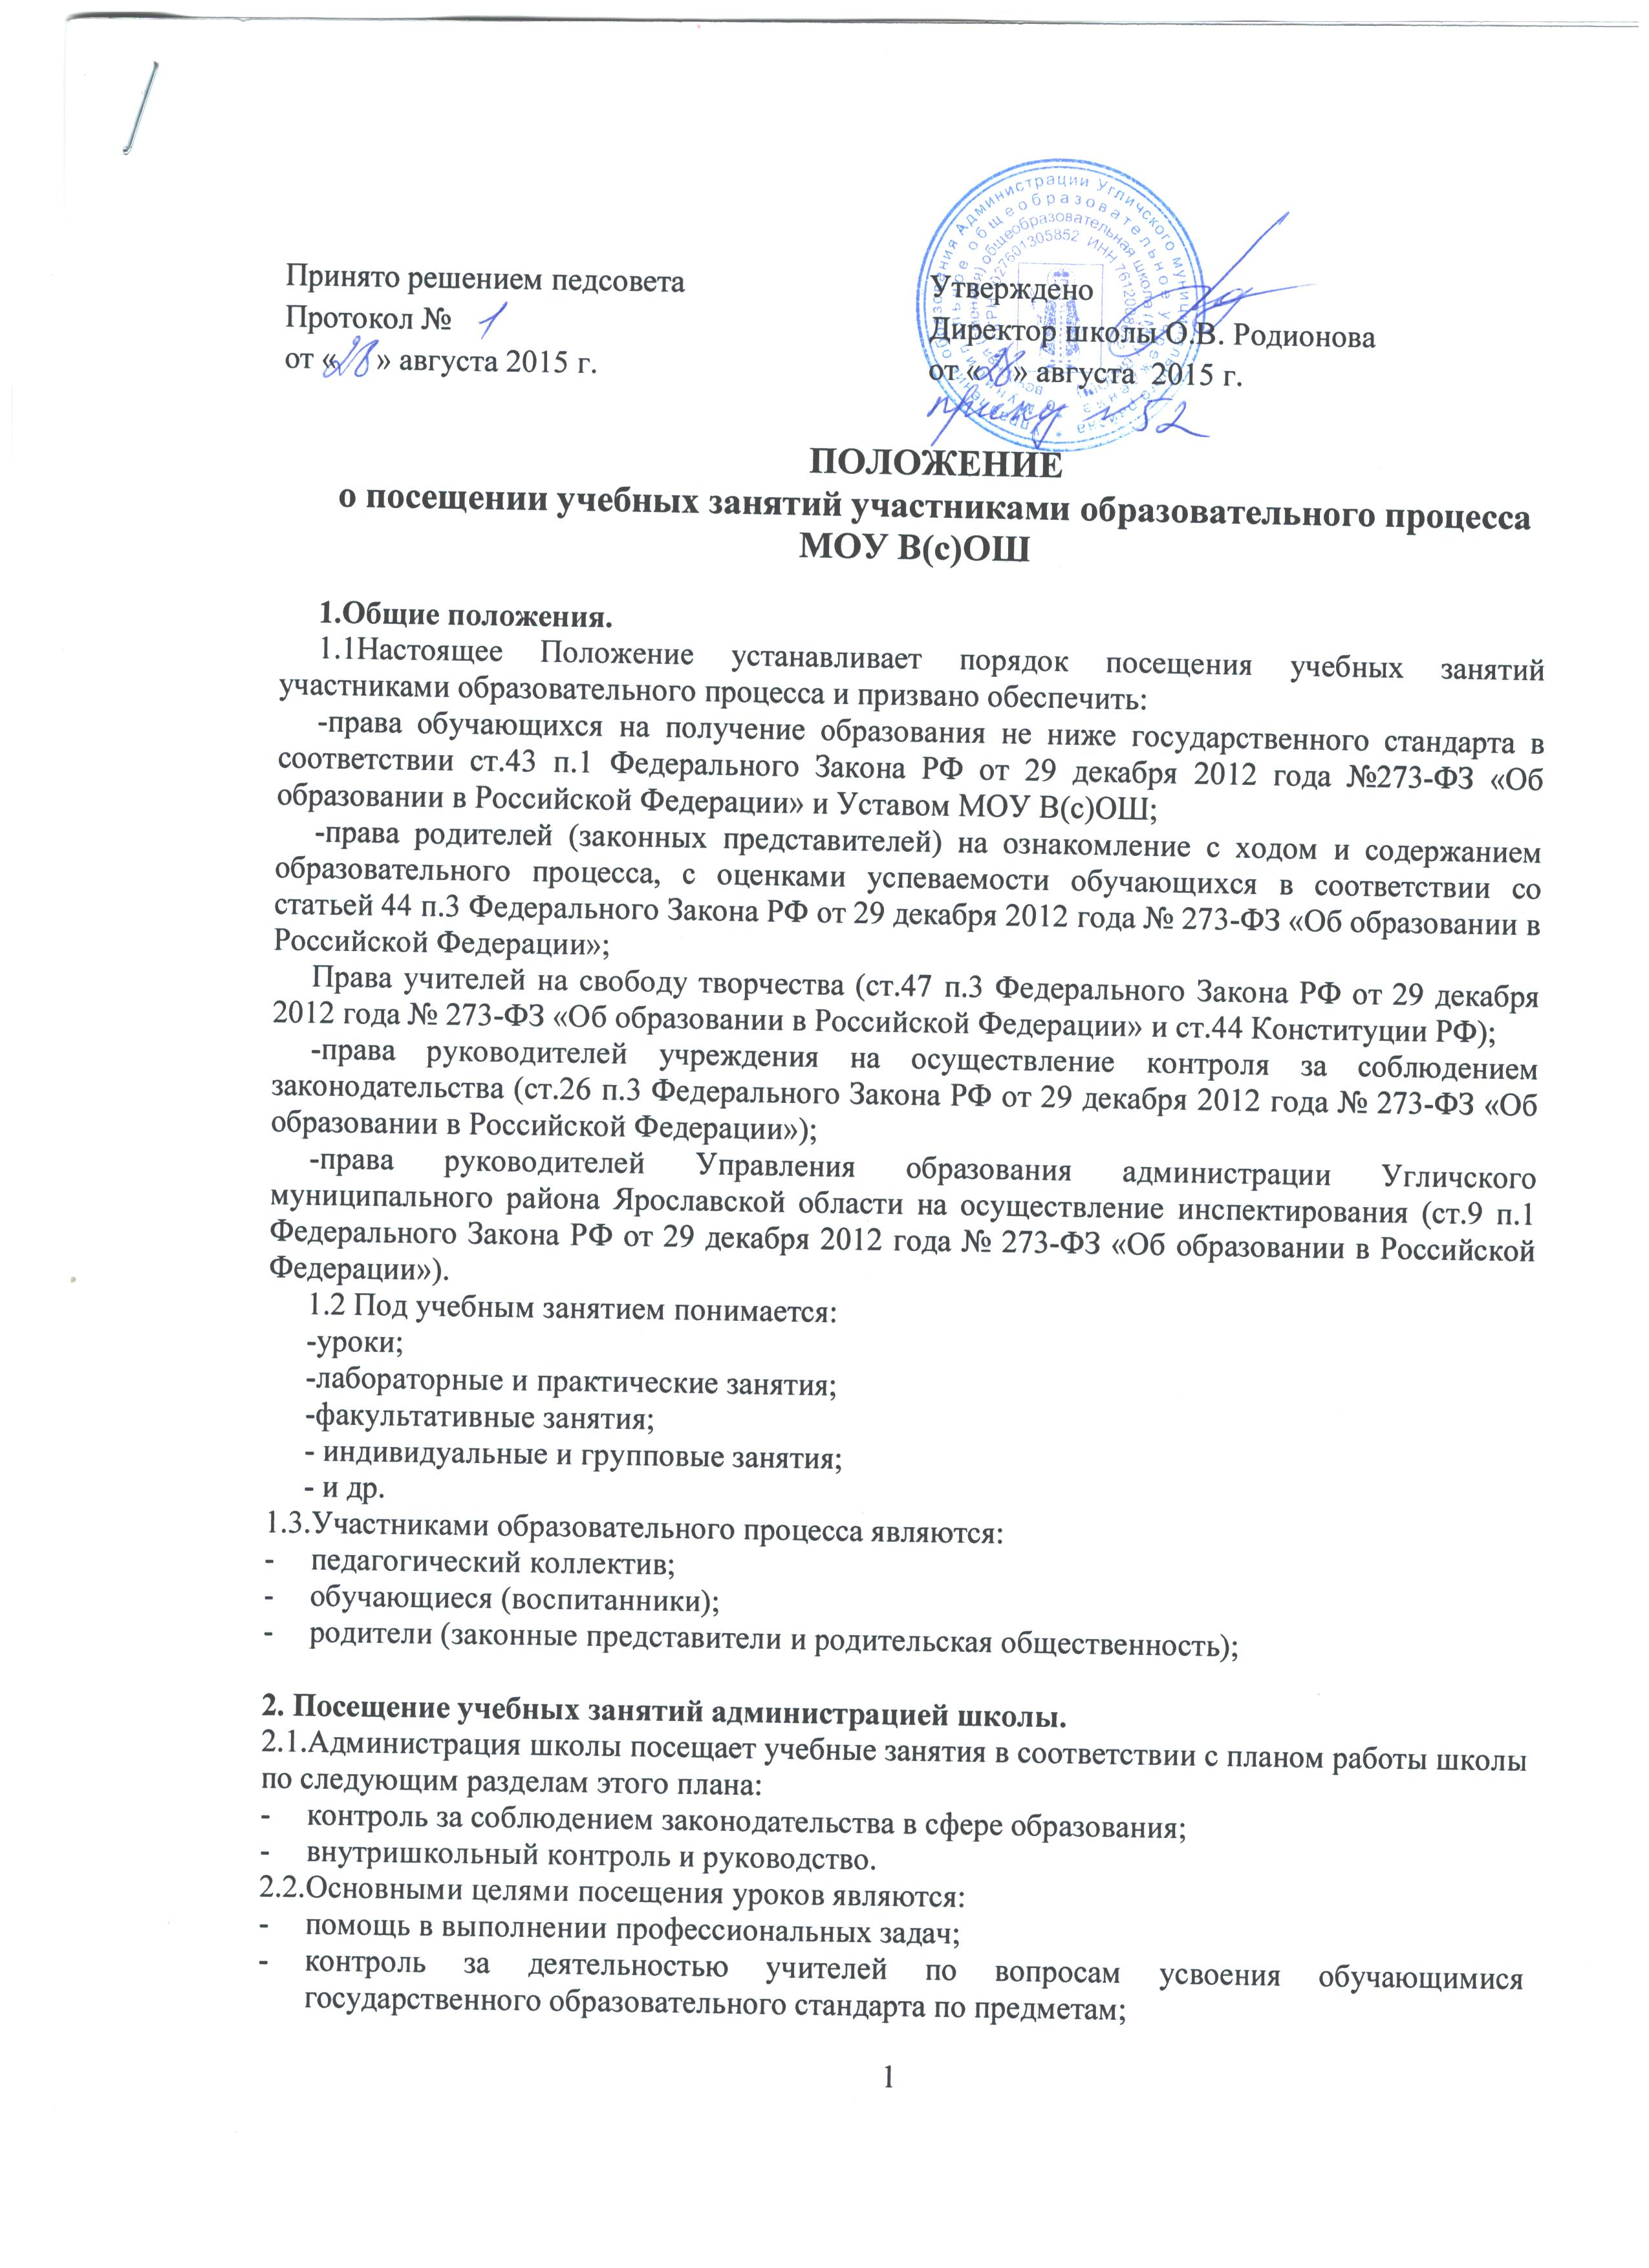 Принято решением педсовета
Протокол № 1
от «28» августа 2015 г.
Утверждено
Директор школы О.В. Родионова
от «28» августа 2015 г.
приказ № 52
ПОЛОЖЕНИЕ
о посещении учебных занятий участниками образовательного процесса
МОУ В(с)ОШ
1.Общие положения.
1.1Настоящее Положение устанавливает порядок посещения учебных занятий
участниками образовательного процесса и призвано обеспечить:
-права обучающихся на получение образования не ниже государственного стандарта в
соответствии ст.43 п.1 Федерального Закона РФ от 29 декабря 2012 года №273-ФЗ «Об
образовании в Российской Федерации» и Уставом МОУ В(с)ОШ;
-права родителей (законных представителей) на ознакомление с ходом и содержанием
образовательного процесса, с оценками успеваемости обучающихся в соответствии со
статьей 44 п.3 Федерального Закона РФ от 29 декабря 2012 года № 273-ФЗ «Об образовании в
Российской Федерации»;
Права учителей на свободу творчества (ст.47 п.3 Федерального Закона РФ от 29 декабря
2012 года № 273-ФЗ «Об образовании в Российской Федерации» и ст.44 Конституции РФ);
-права руководителей учреждения на осуществление контроля за соблюдением
законодательства (ст.26 п.3 Федерального Закона РФ от 29 декабря 2012 года № 273-ФЗ «Об
образовании в Российской Федерации»);
-права руководителей Управления образования администрации Угличского
муниципального района Ярославской области на осуществление инспектирования (ст.9 п.1
Федерального Закона РФ от 29 декабря 2012 года № 273-ФЗ «Об образовании в Российской
Федерации»).
1.2 Под учебным занятием понимается:
-уроки;
-лабораторные и практические занятия;
-факультативные занятия;
- индивидуальные и групповые занятия;
- и др.
1.3.Участниками образовательного процесса являются:
- педагогический коллектив;
- обучающиеся (воспитанники);
- родители (законные представители и родительская общественность);
2. Посещение учебных занятий администрацией школы.
2.1.Администрация школы посещает учебные занятия в соответствии с планом работы школы
по следующим разделам этого плана:
- контроль за соблюдением законодательства в сфере образования;
- внутришкольный контроль и руководство.
2.2.Основными целями посещения уроков являются:
- помощь в выполнении профессиональных задач;
- контроль за деятельностью учителей по вопросам усвоения обучающимися
государственного образовательного стандарта по предметам;
1